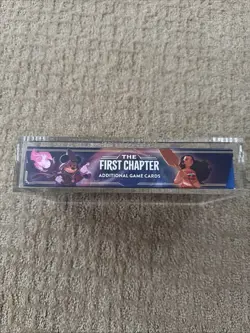 THE
FIRST CHAPTER
ADDITIONAL GAME CARDS